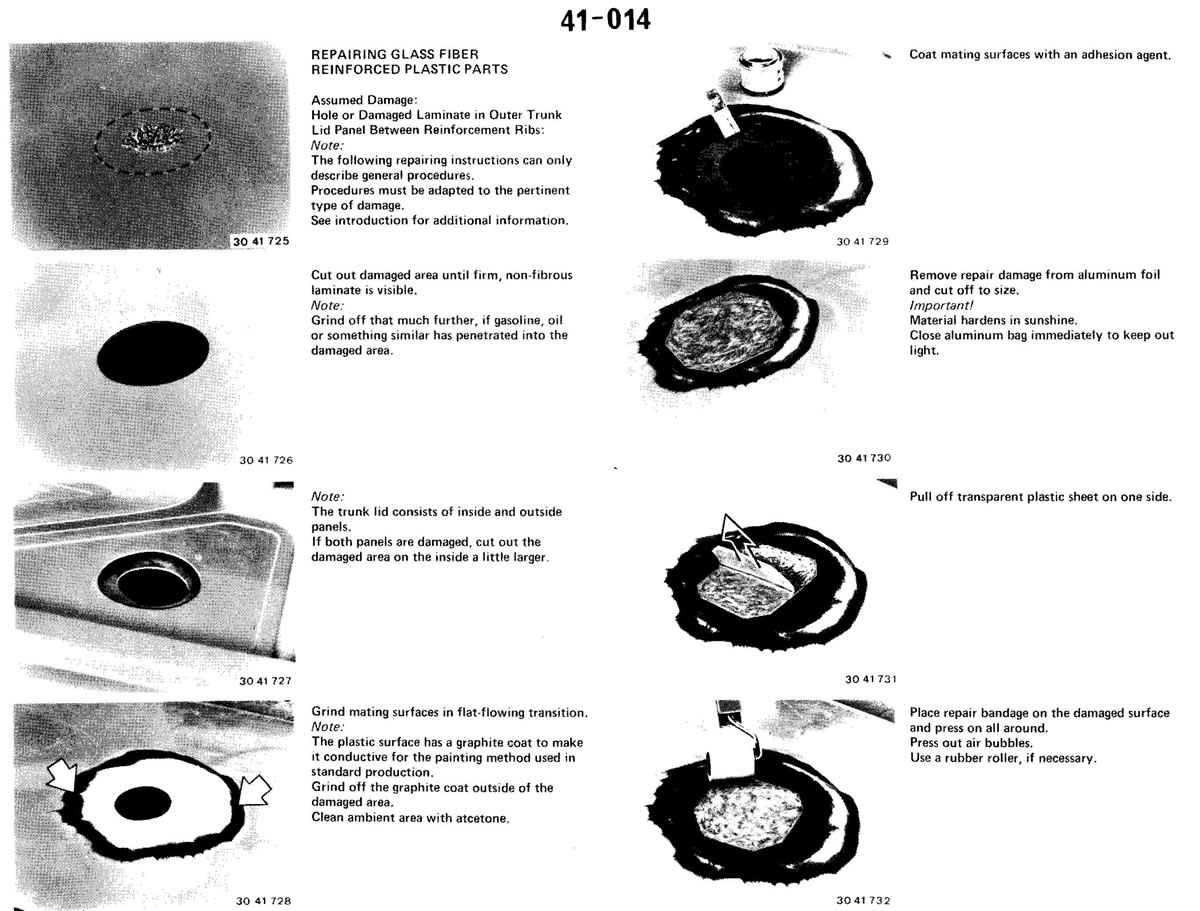 41-014
REPAIRING GLASS FIBER
REINFORCED PLASTIC PARTS
Assumed Damage:
Hole or Damaged Laminate in Outer Trunk
Lid Panel Between Reinforcement Ribs:
Note:
The following repairing instructions can only
describe general procedures.
Procedures must be adapted to the pertinent
type of damage.
See introduction for additional information.
30 41 725
Cut out damaged area until firm, non-fibrous
laminate is visible.
Note:
Grind off that much further, if gasoline, oil
or something similar has penetrated into the
damaged area.
30 41 726
Note:
The trunk lid consists of inside and outside
panels.
If both panels are damaged, cut out the
damaged area on the inside a little larger.
30 41 727
Grind mating surfaces in flat-flowing transition.
Note:
The plastic surface has a graphite coat to make
it conductive for the painting method used in
standard production.
Grind off the graphite coat outside of the
damaged area.
Clean ambient area with atcetone.
30 41 728
Coat mating surfaces with an adhesion agent.
30 41 729
Remove repair damage from aluminum foil
and cut off to size.
Important!
Material hardens in sunshine.
Close aluminum bag immediately to keep out
light.
30 41 730
Pull off transparent plastic sheet on one side.
30 41 731
Place repair bandage on the damaged surface
and press on all around.
Press out air bubbles.
Use a rubber roller, if necessary.
30 41 732